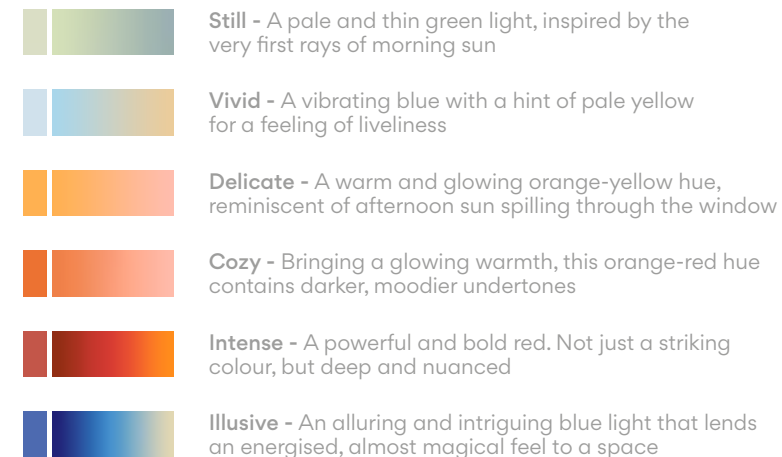 Still - A pale and thin green light, inspired by the
very first rays of morning sun
Vivid - A vibrating blue with a hint of pale yellow
for a feeling of liveliness
Delicate - A warm and glowing orange-yellow hue,
reminiscent of afternoon sun spilling through the window
Cozy - Bringing a glowing warmth, this orange-red hue
contains darker, moodier undertones
Intense - A powerful and bold red. Not just a striking
colour, but deep and nuanced
Illusive - An alluring and intriguing blue light that lends
an energised, almost magical feel to a space